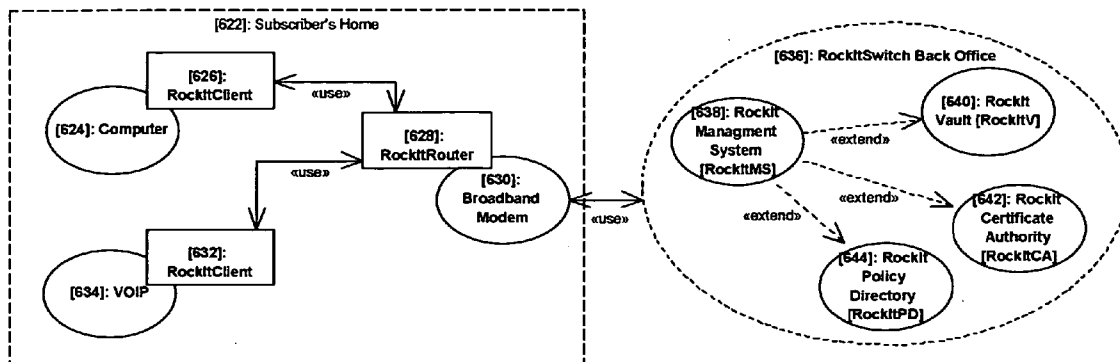 [622]: Subscriber's Home
[626]:
RockItClient
«use»
[624]: Computer
[628]:
RockItRouter
«use»
[630]:
Broadband
Modem
«use»
[632]:
RockItClient
[634]: VOIP
[636]: RockItSwitch Back Office
[638]: RockIt
Managment
System
[RockItMS]
[640]: RockIt
Vault [RockItV]
«extend»
«extend»
[642]: RockIt
Certificate
Authority
[RockItCA]
«extend»
[644]: RockIt
Policy
Directory
[RockItPD]